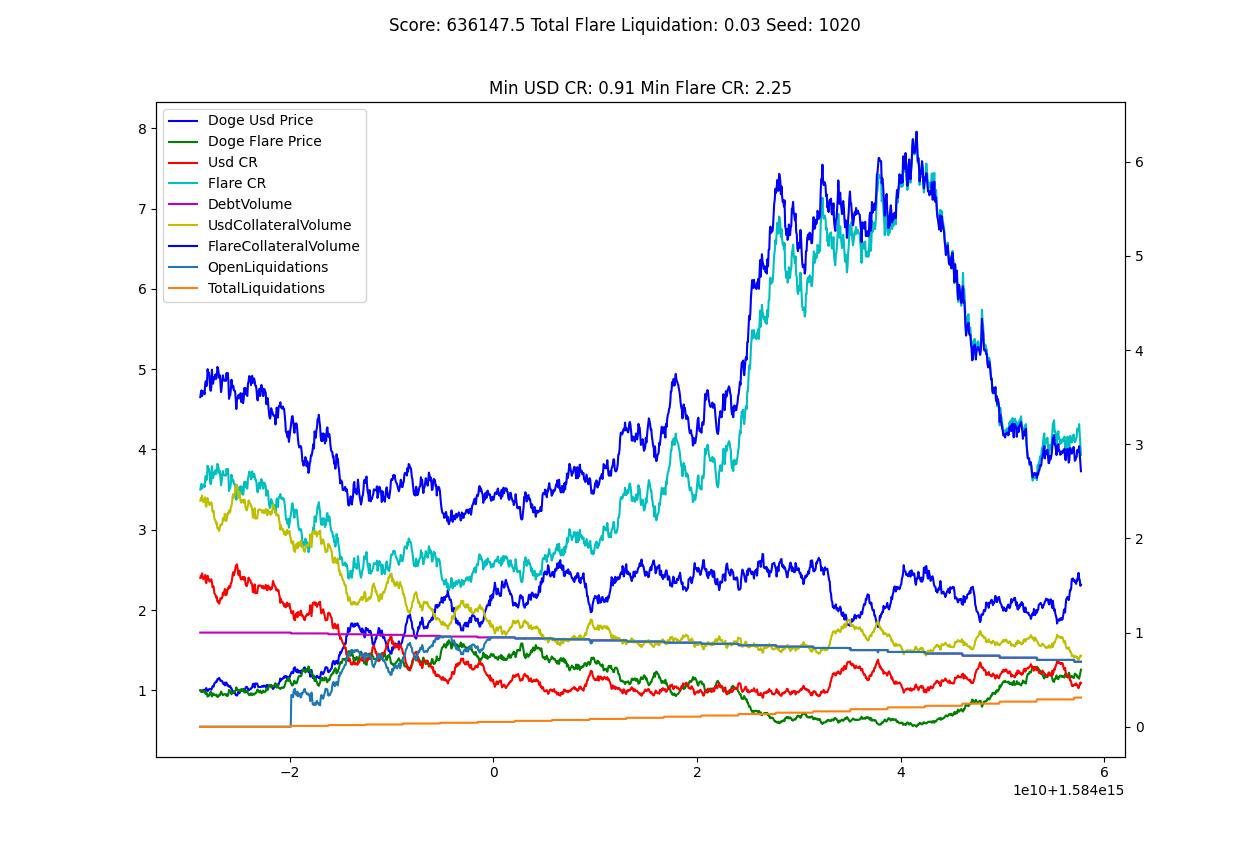 Score: 636147.5 Total Flare Liquidation: 0.03 Seed: 1020
Min USD CR: 0.91 Min Flare CR: 2.25
Doge Usd Price
Doge Flare Price
Usd CR
Flare CR
DebtVolume
UsdCollateralVolume
FlareCollateralVolume
OpenLiquidations
TotalLiquidations
8
7
6
5
4
3
2
1
6
5
4
3
2
1
0
−2
0
2
4
6
1e10+1.584e15